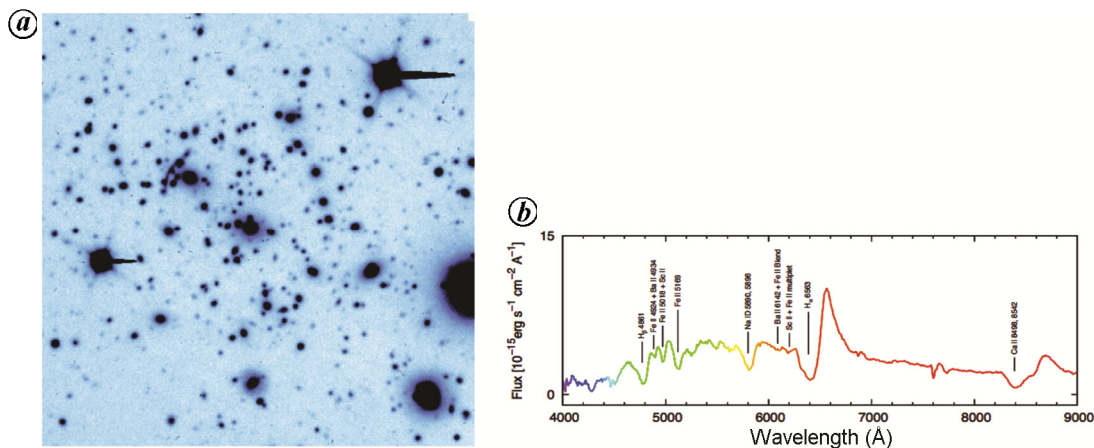 a
b
15
0
Flux [10⁻¹⁵erg s⁻¹ cm⁻² A⁻¹]
Hβ 4861
Fe II 4924 + Ba II 4934
Fe II 5018 + Sc II
Fe II 5169
Na ID 5890, 5896
Ba II 6142 + Fe II Blend
Sc II + Fe II multiplet
Hα 6563
Ca II 8498, 8542
4000 5000 6000 7000 8000 9000
Wavelength (Å)